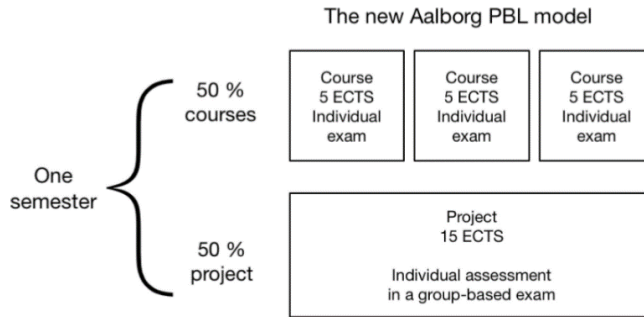 The new Aalborg PBL model
One
semester
50 %
courses
Course
5 ECTS
Individual
exam
Course
5 ECTS
Individual
exam
Course
5 ECTS
Individual
exam
50 %
project
Project
15 ECTS
Individual assessment
in a group-based exam